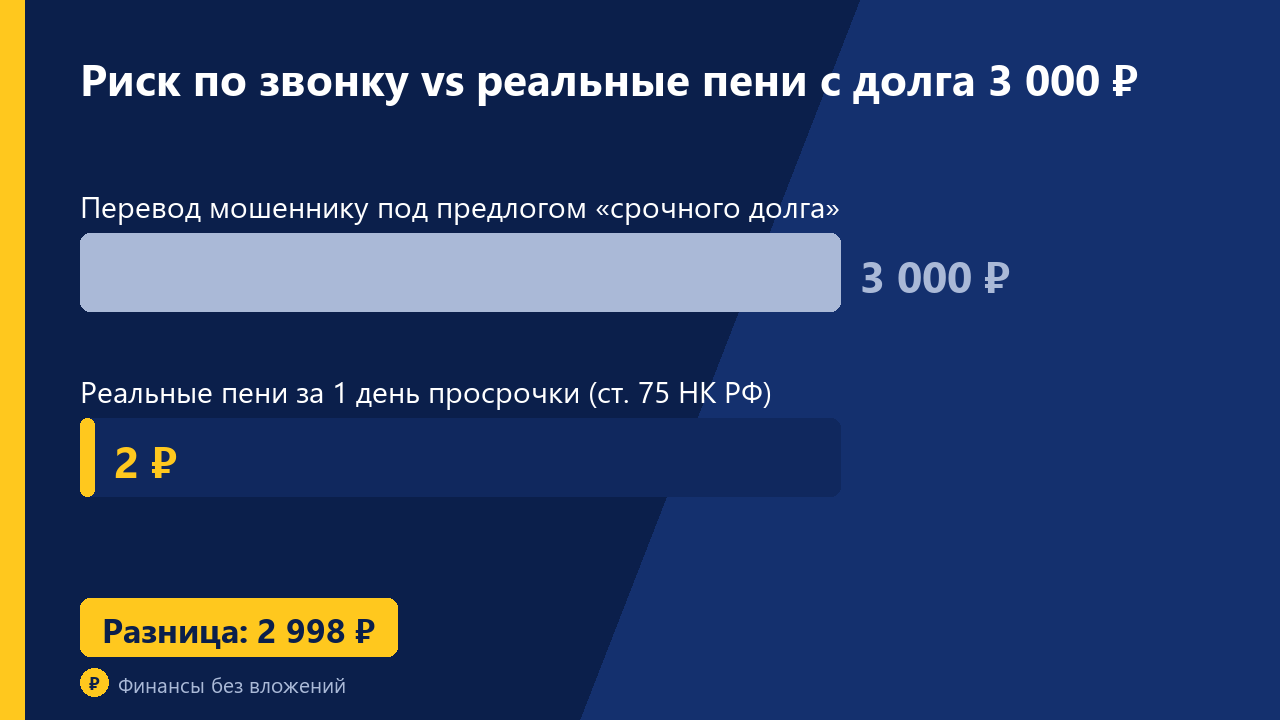 Риск по звонку vs реальные пени с долга 3 000 ₽
Перевод мошеннику под предлогом «срочного долга»
3 000 ₽
Реальные пени за 1 день просрочки (ст. 75 НК РФ)
2 ₽
Разница: 2 998 ₽
₽ Финансы без вложений